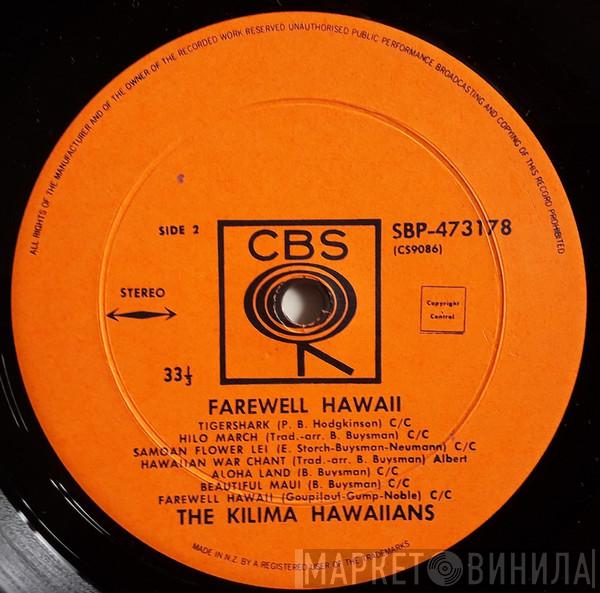 ALL RIGHTS OF THE MANUFACTURER AND OF THE OWNER OF THE RECORDED WORK RESERVED UNAUTHORISED PUBLIC PERFORMANCE BROADCASTING AND COPYING OF THIS RECORD PROHIBITED
SIDE 2
CBS
SBP-473178
(CS9086)
STEREO
Copyright
Control
33⅓
FAREWELL HAWAII
TIGERSHARK (P. B. Hodgkinson) C/C
HILO MARCH (Trad.-arr. B. Buysman) C/C
SAMOAN FLOWER LEI (E. Storch-Buysman-Neumann) C/C
HAWAIIAN WAR CHANT (Trad.-arr. B. Buysman) Albert
ALOHA LAND (B. Buysman) C/C
BEAUTIFUL MAUI (B. Buysman) C/C
FAREWELL HAWAII (Goupilout-Gump-Noble) C/C
THE KILIMA HAWAIIANS
MADE IN N.Z. BY A REGISTERED USER OF THE TRADEMARKS
МАРКЕТ ВИНИЛА